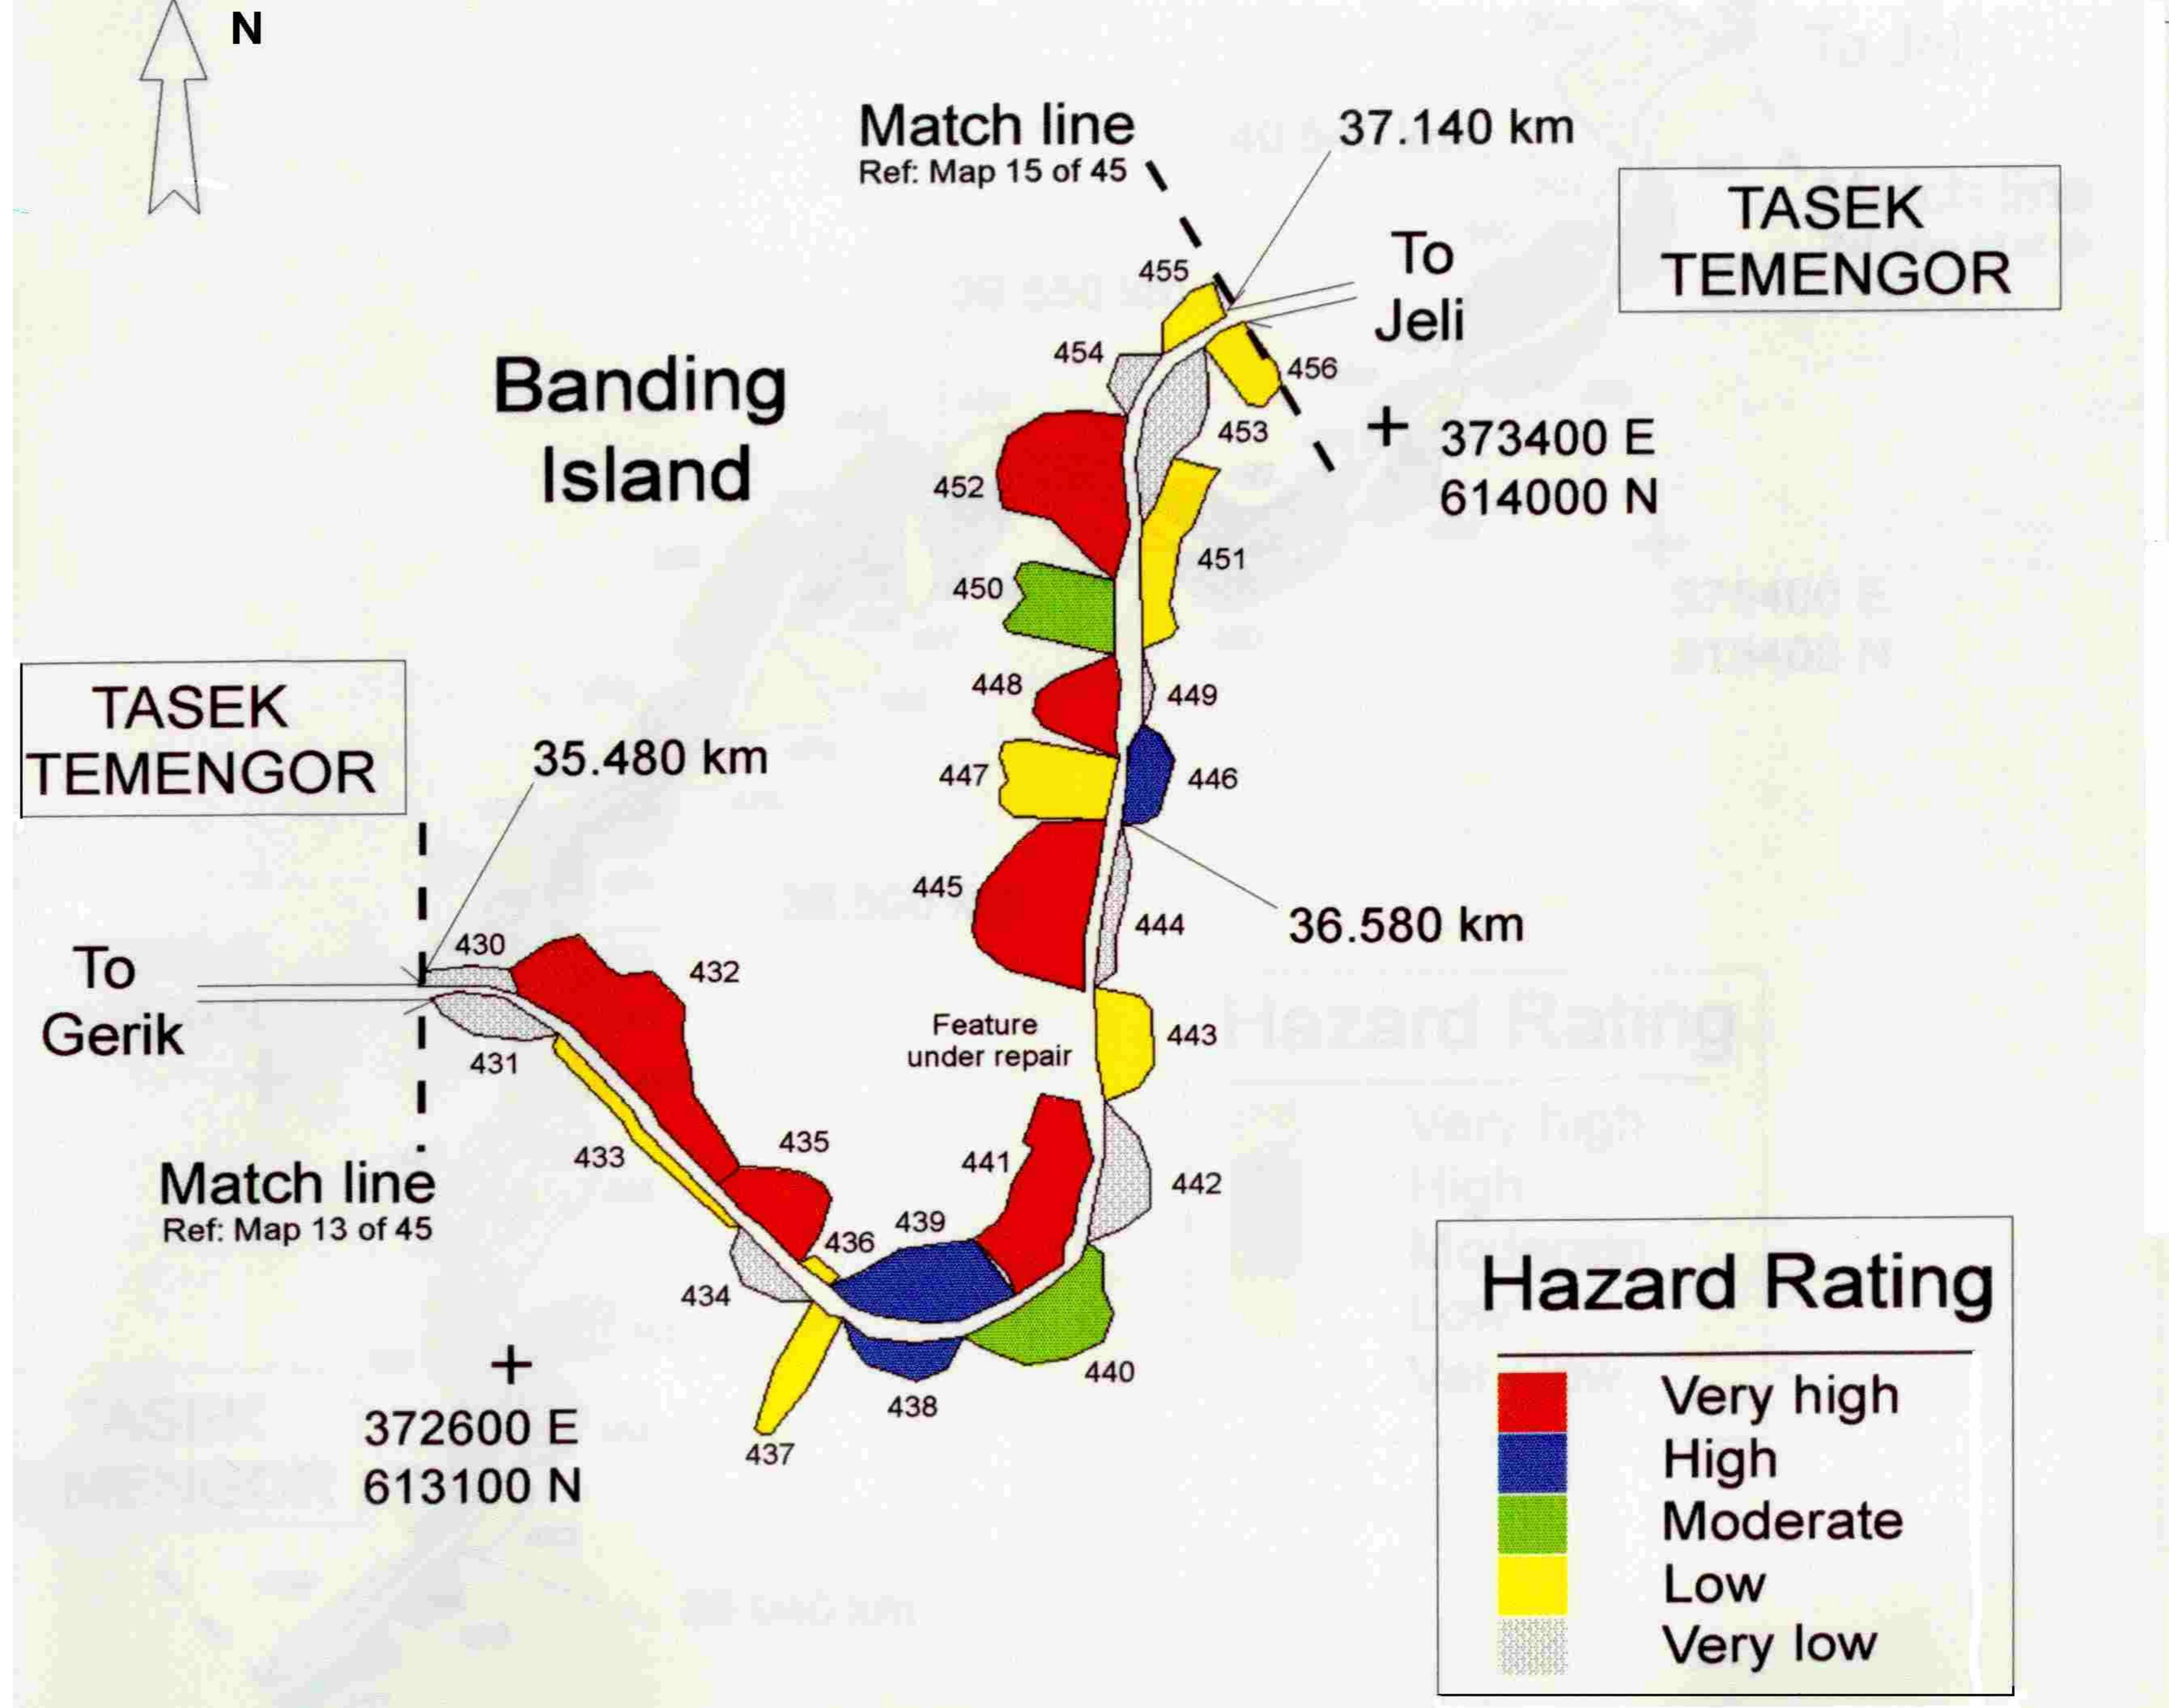 N
Match line
Ref: Map 15 of 45
37.140 km
TASEK
TEMENGOR
To
Jeli
455
454
456
Banding
Island
453
373400 E
614000 N
452
451
450
448
449
TASEK
TEMENGOR
35.480 km
447
446
445
444
36.580 km
430
432
To
Gerik
431
Feature
under repair
443
433
435
441
442
Match line
Ref: Map 13 of 45
436
439
434
440
438
437
372600 E
613100 N
Hazard Rating
Very high
High
Moderate
Low
Very low